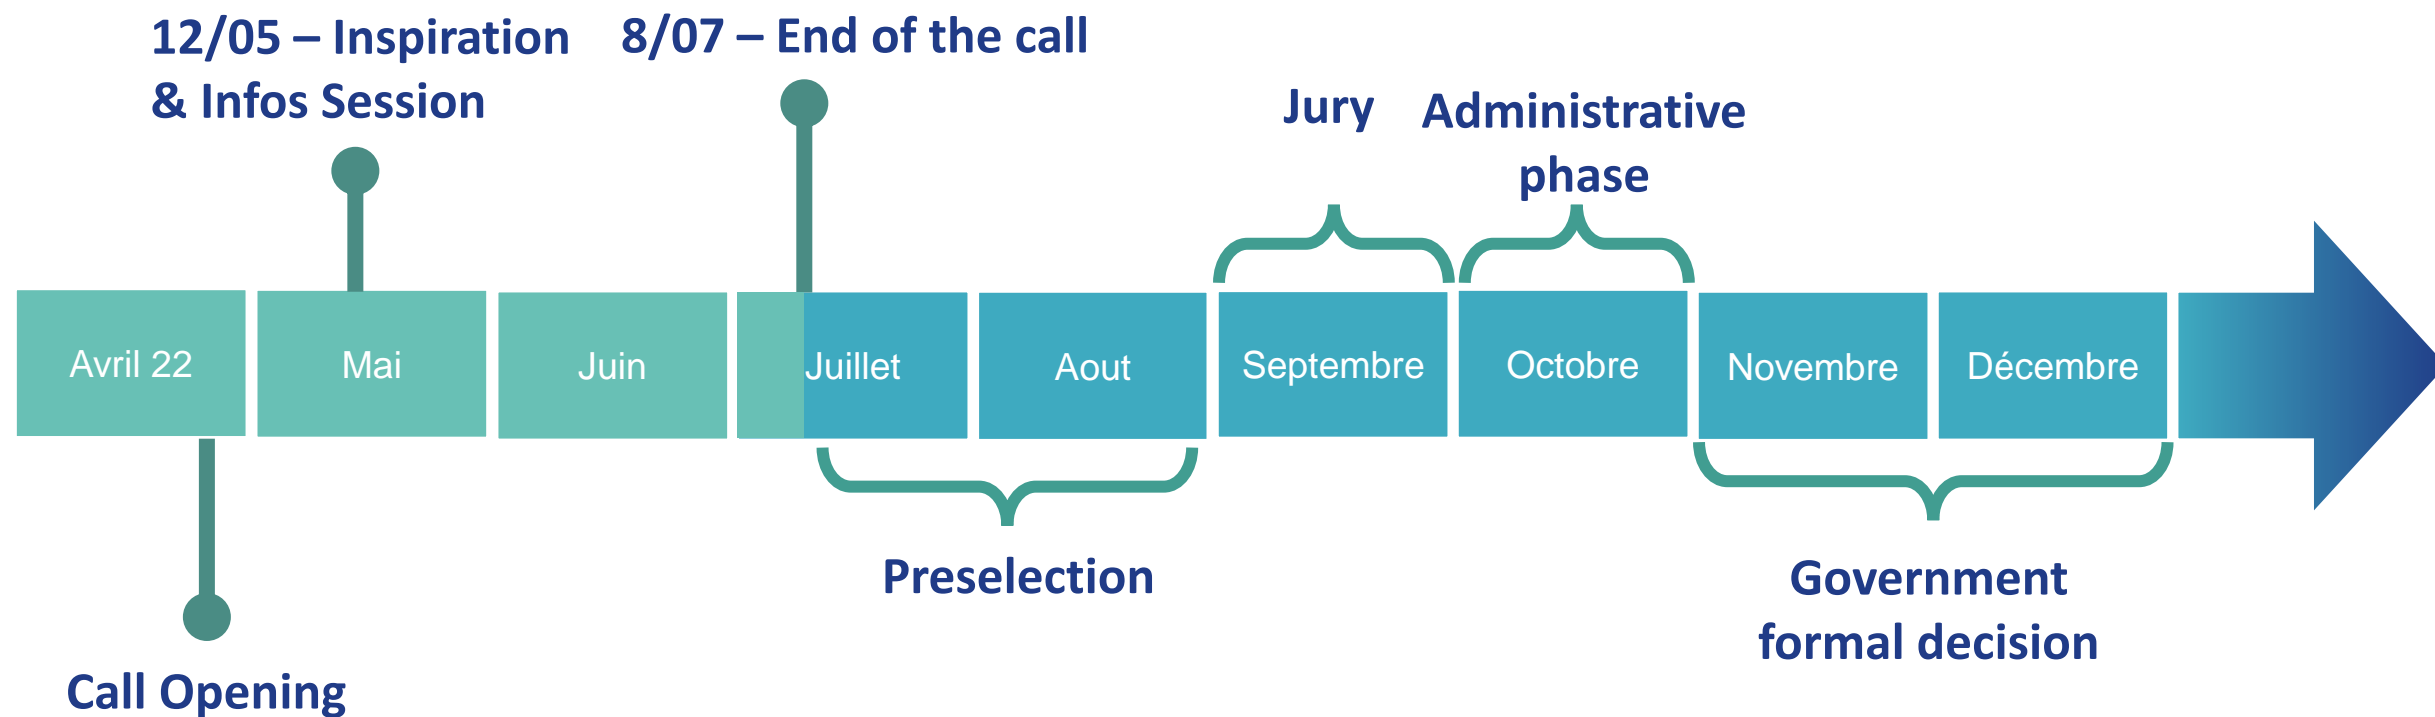 12/05 – Inspiration
& Infos Session
8/07 – End of the call
Jury
Administrative
phase
Avril 22
Mai
Juin
Juillet
Aout
Septembre
Octobre
Novembre
Décembre
Preselection
Government
formal decision
Call Opening